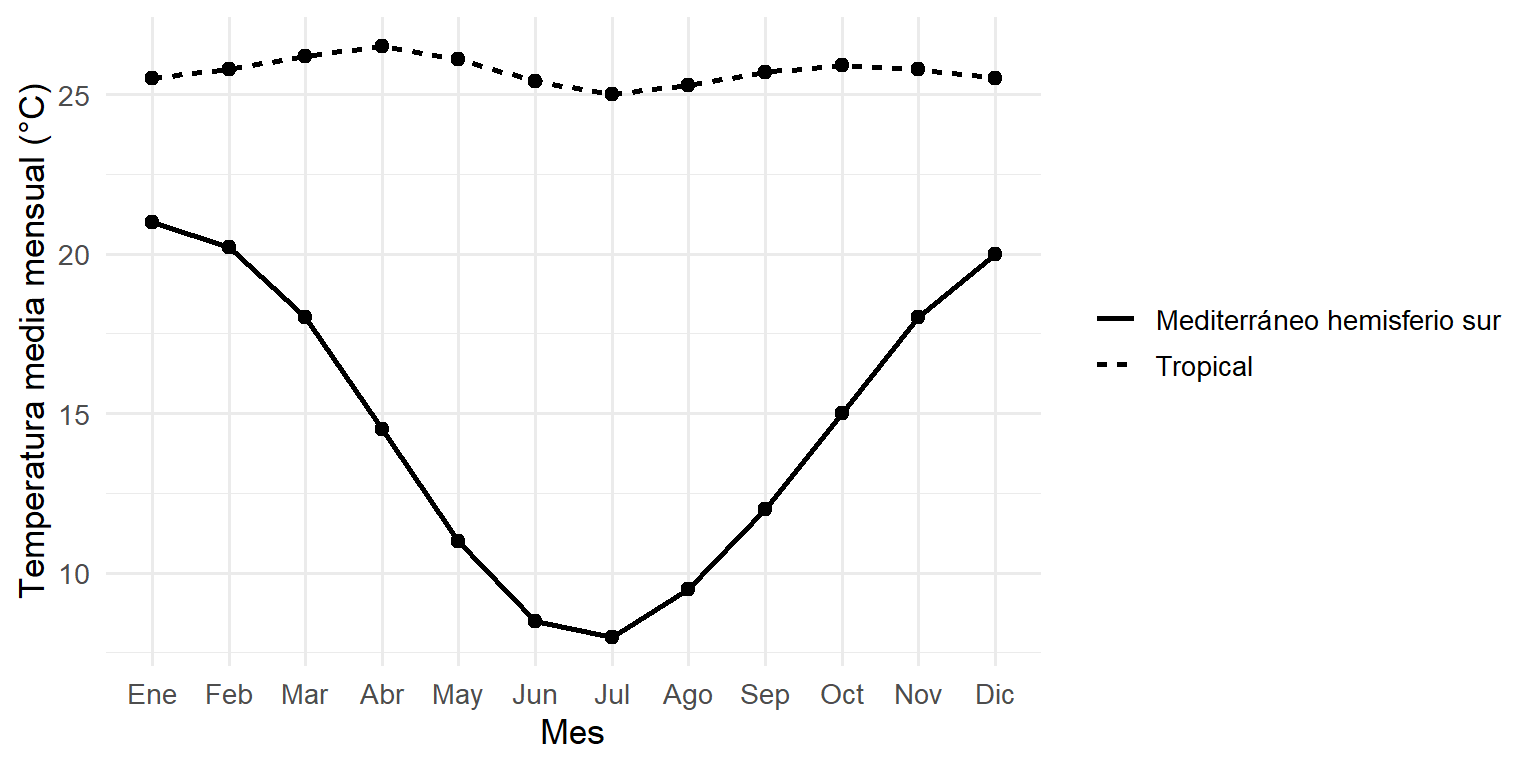 Temperatura media mensual (°C)
25
20
15
10
Ene Feb Mar Abr May Jun Jul Ago Sep Oct Nov Dic
Mes
Mediterráneo hemisferio sur
Tropical